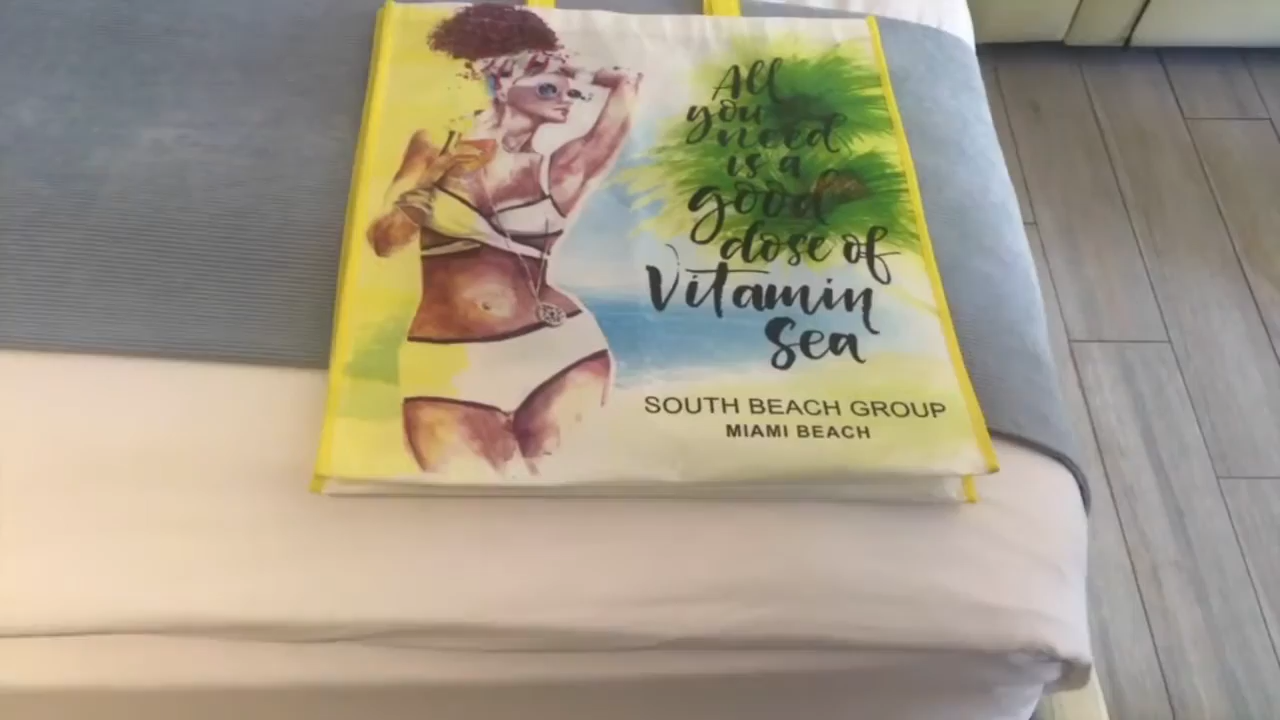 All
you
need
is a
good
dose of
Vitamin
Sea
SOUTH BEACH GROUP
MIAMI BEACH